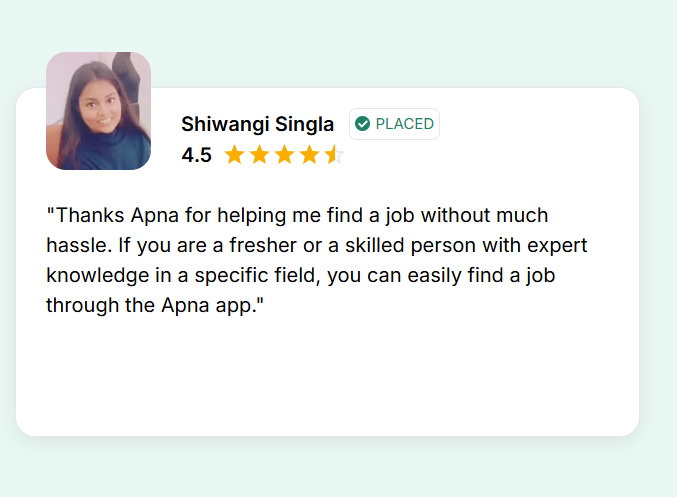 Shiwangi Singla PLACED
4.5
"Thanks Apna for helping me find a job without much
hassle. If you are a fresher or a skilled person with expert
knowledge in a specific field, you can easily find a job
through the Apna app."